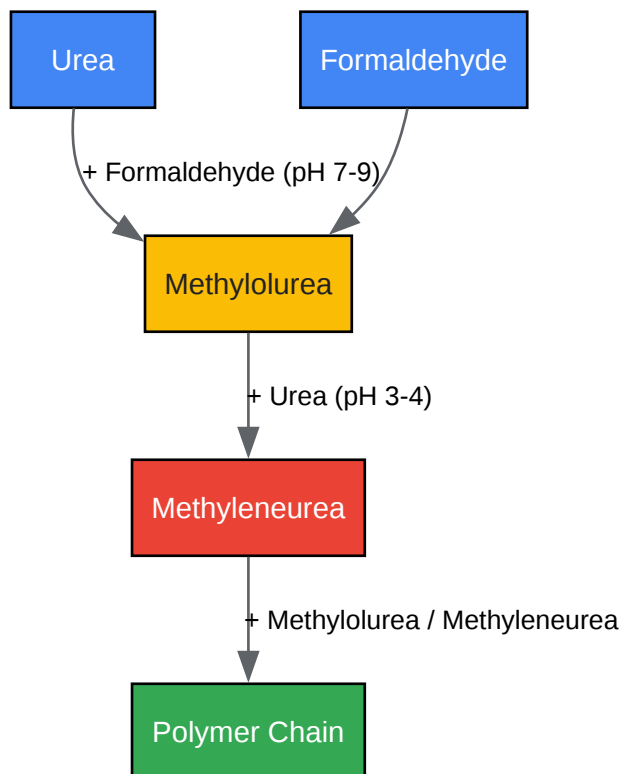 Urea
Formaldehyde
+ Formaldehyde (pH 7-9)
Methylolurea
+ Urea (pH 3-4)
Methyleneurea
+ Methylolurea / Methyleneurea
Polymer Chain